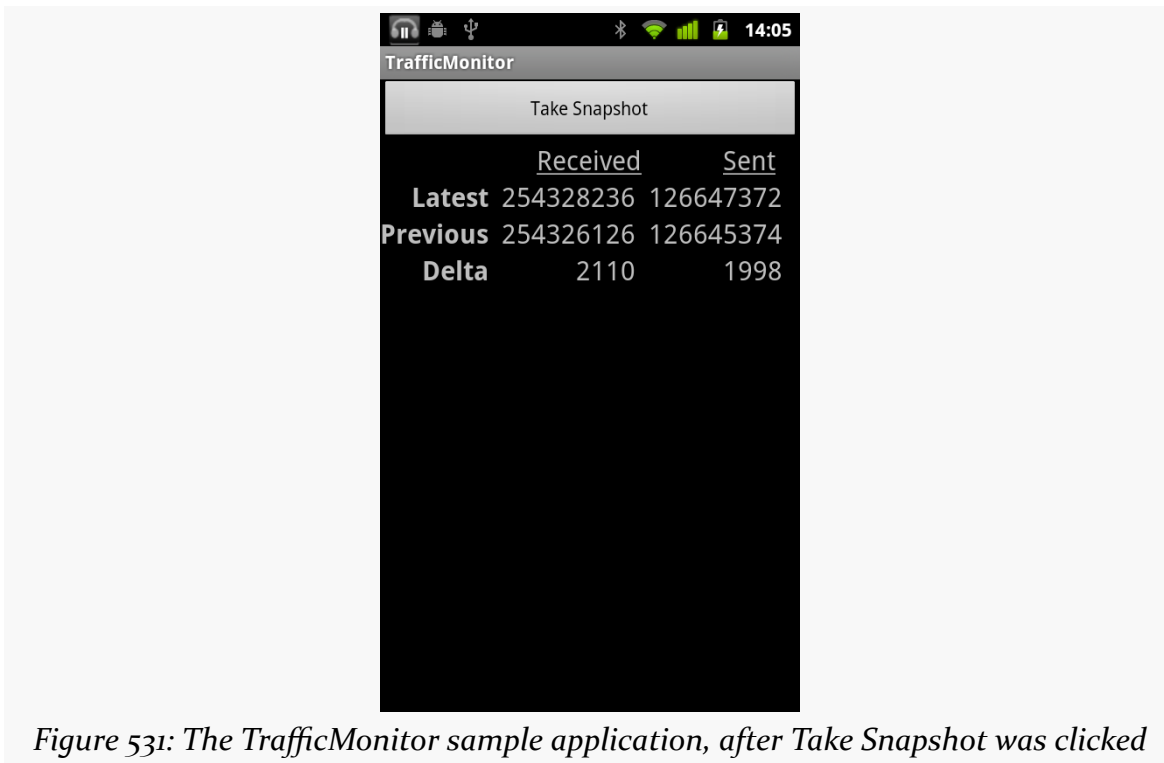 14:05
TrafficMonitor
Take Snapshot
Received Sent
Latest 254328236 126647372
Previous 254326126 126645374
Delta 2110 1998
Figure 531: The TrafficMonitor sample application, after Take Snapshot was clicked